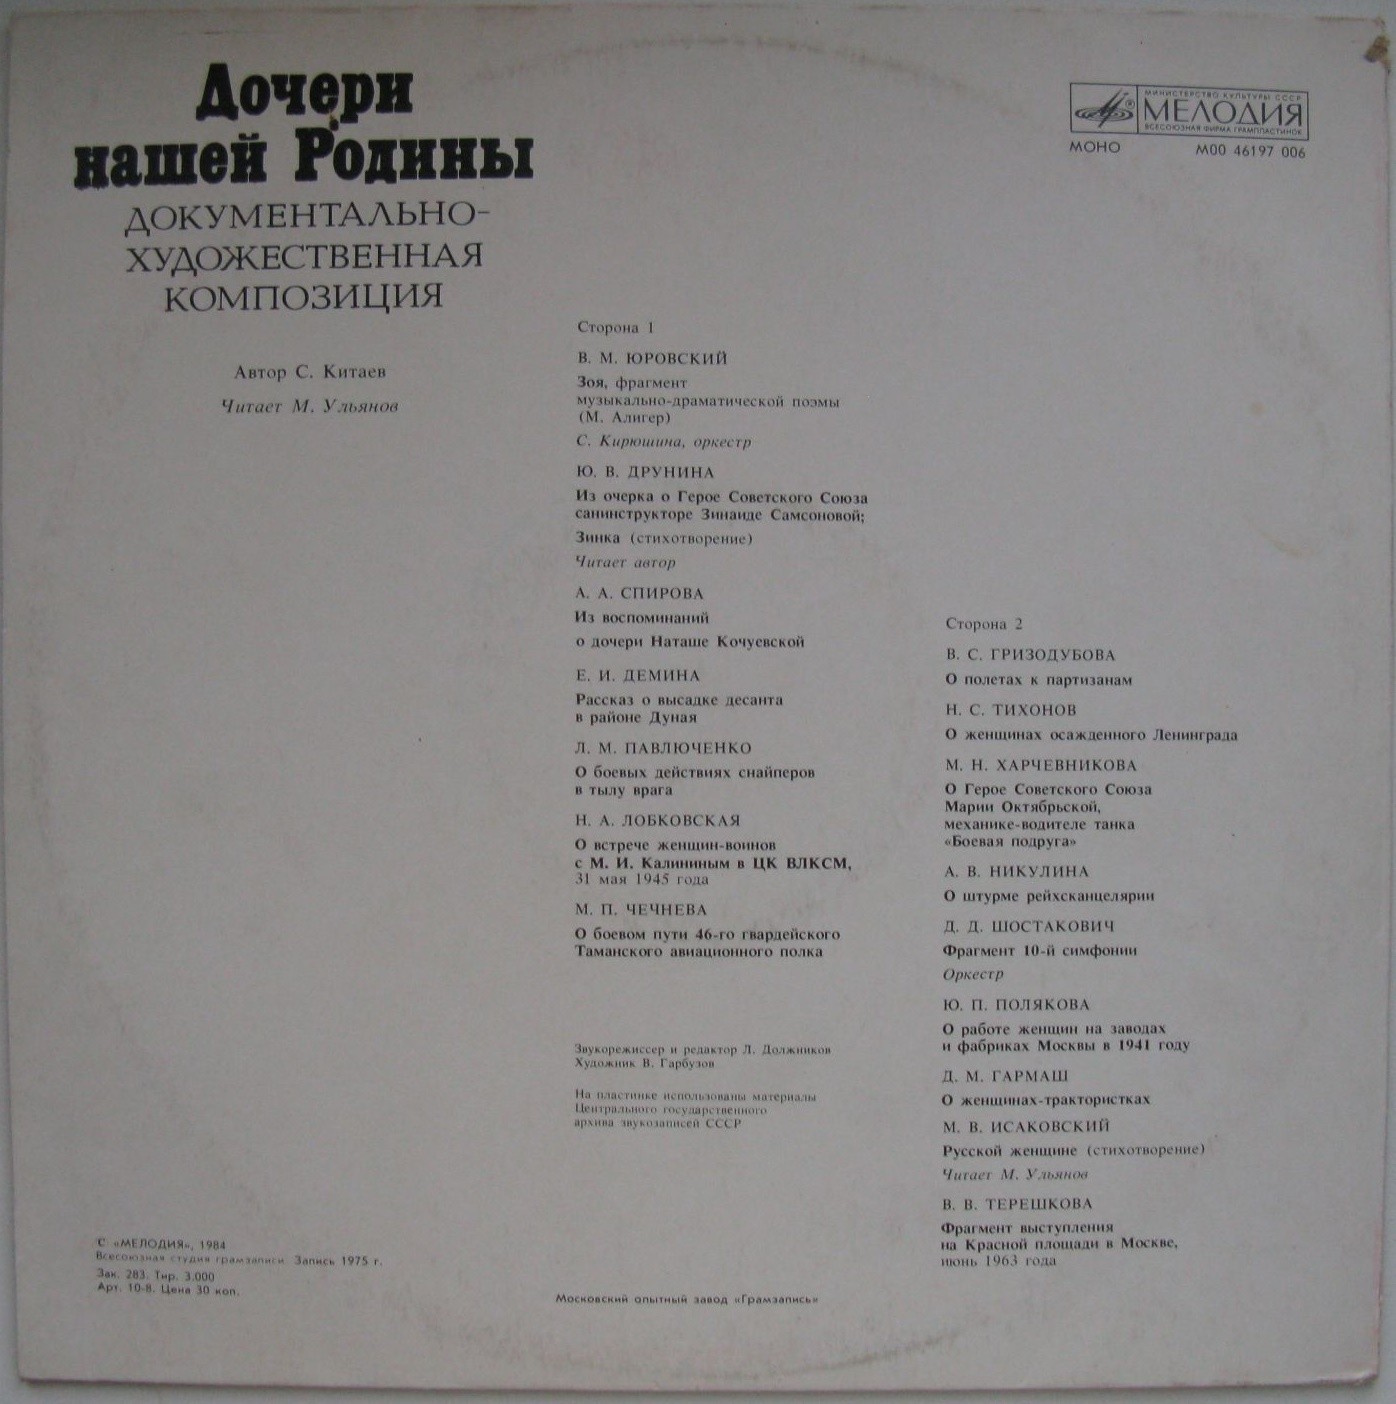 Дочери
нашей Родины
ДОКУМЕНТАЛЬНО-
ХУДОЖЕСТВЕННАЯ
КОМПОЗИЦИЯ
Автор С. Китаев
Читает М. Ульянов
МИНИСТЕРСТВО КУЛЬТУРЫ СССР
МЕЛОДИЯ
ВСЕСОЮЗНАЯ ФИРМА ГРАМПЛАСТИНОК
МОНО М00 46197 006
Сторона 1
В. М. ЮРОВСКИЙ
Зоя, фрагмент
музыкально-драматической поэмы
(М. Алигер)
С. Кирюшина, оркестр
Ю. В. ДРУНИНА
Из очерка о Герое Советского Союза
санинструкторе Зинаиде Самсоновой;
Зинка (стихотворение)
Читает автор
А. А. СПИРОВА
Из воспоминаний
о дочери Наташе Кочуевской
Е. И. ДЕМИНА
Рассказ о высадке десанта
в районе Дуная
Л. М. ПАВЛЮЧЕНКО
О боевых действиях снайперов
в тылу врага
Н. А. ЛОБКОВСКАЯ
О встрече женщин-воинов
с М. И. Калининым в ЦК ВЛКСМ,
31 мая 1945 года
М. П. ЧЕЧНЕВА
О боевом пути 46-го гвардейского
Таманского авиационного полка
Звукорежиссер и редактор Л. Должников
Художник В. Гарбузов
На пластинке использованы материалы
Центрального государственного
архива звукозаписей СССР
Сторона 2
В. С. ГРИЗОДУБОВА
О полетах к партизанам
Н. С. ТИХОНОВ
О женщинах осажденного Ленинграда
М. Н. ХАРЧЕВНИКОВА
О Герое Советского Союза
Марии Октябрьской,
механике-водителе танка
«Боевая подруга»
А. В. НИКУЛИНА
О штурме рейхсканцелярии
Д. Д. ШОСТАКОВИЧ
Фрагмент 10-й симфонии
Оркестр
Ю. П. ПОЛЯКОВА
О работе женщин на заводах
и фабриках Москвы в 1941 году
Д. М. ГАРМАШ
О женщинах-трактористках
М. В. ИСАКОВСКИЙ
Русской женщине (стихотворение)
Читает М. Ульянов
В. В. ТЕРЕШКОВА
Фрагмент выступления
на Красной площади в Москве,
июнь 1963 года
С «МЕЛОДИЯ», 1984
Всесоюзная студия грамзаписи Запись 1975 г.
Зак. 283. Тир. 3.000
Арт. 10-8. Цена 30 коп.
Московский опытный завод «Грамзапись»